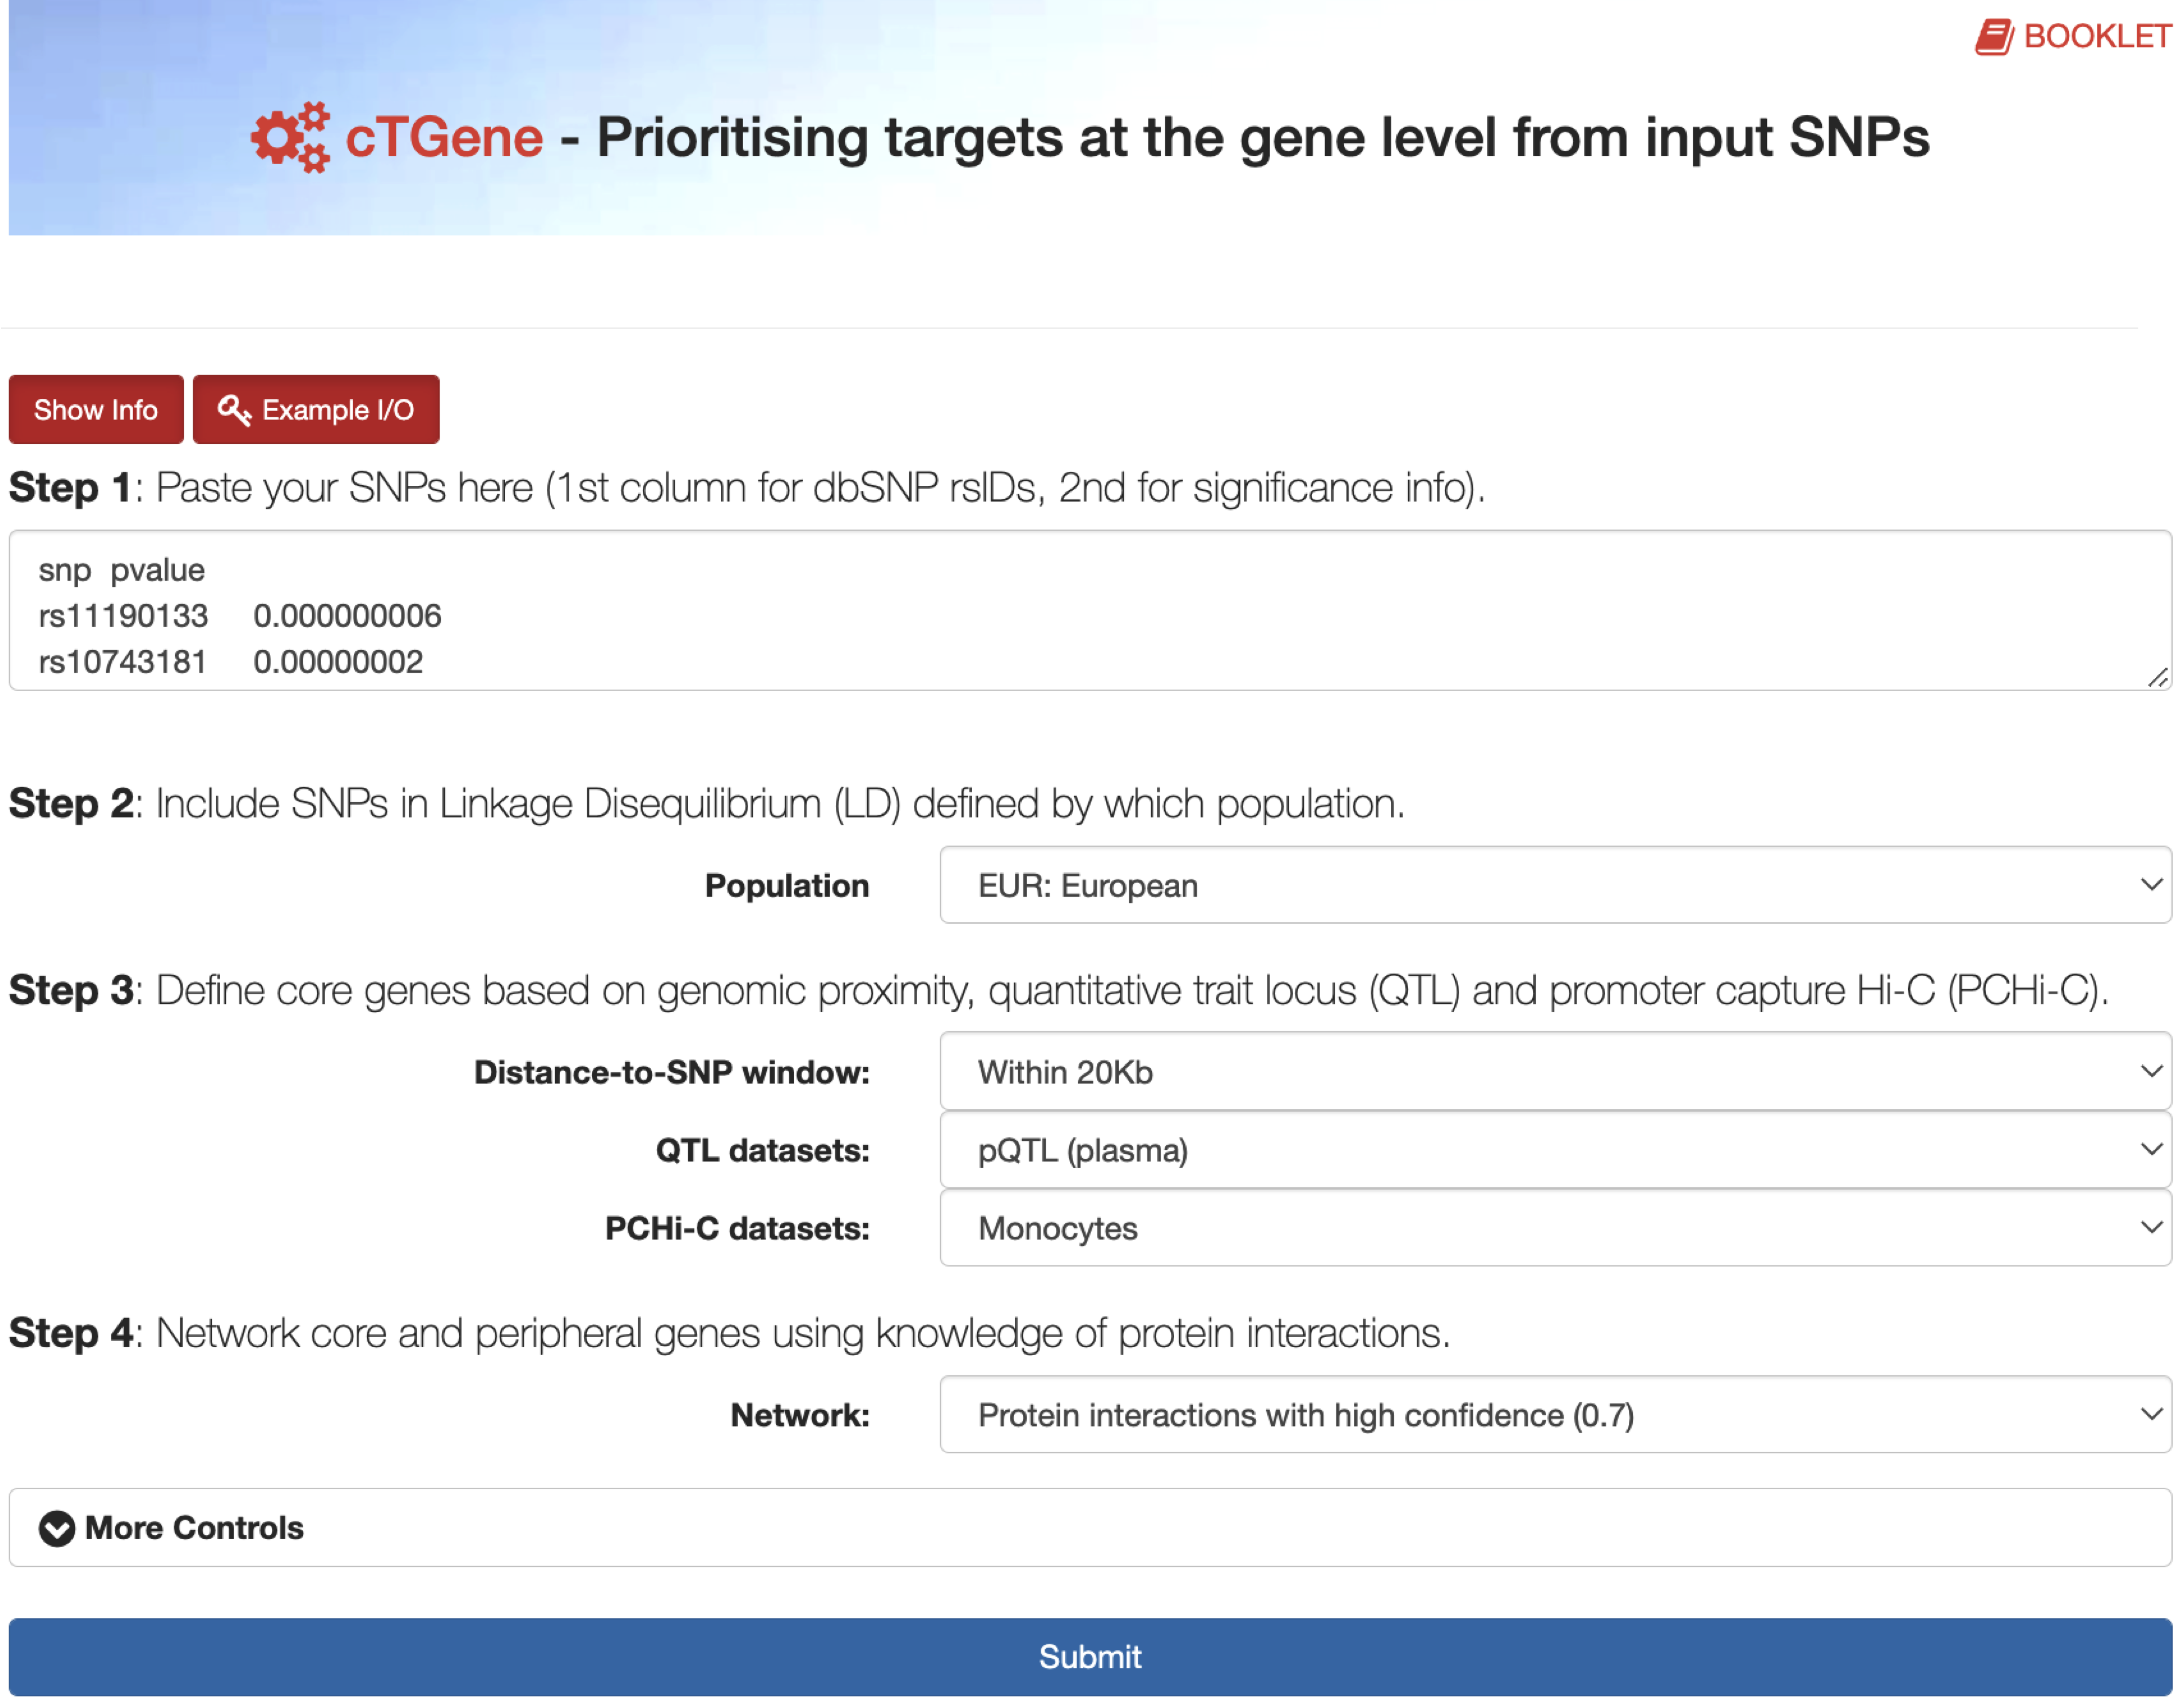 BOOKLET
cTGene - Prioritising targets at the gene level from input SNPs
Show Info
Example I/O
Step 1: Paste your SNPs here (1st column for dbSNP rsIDs, 2nd for significance info).
snp pvalue
rs11190133 0.000000006
rs10743181 0.00000002
Step 2: Include SNPs in Linkage Disequilibrium (LD) defined by which population.
Population EUR: European
Step 3: Define core genes based on genomic proximity, quantitative trait locus (QTL) and promoter capture Hi-C (PCHi-C).
Distance-to-SNP window: Within 20Kb
QTL datasets: pQTL (plasma)
PCHi-C datasets: Monocytes
Step 4: Network core and peripheral genes using knowledge of protein interactions.
Network: Protein interactions with high confidence (0.7)
More Controls
Submit